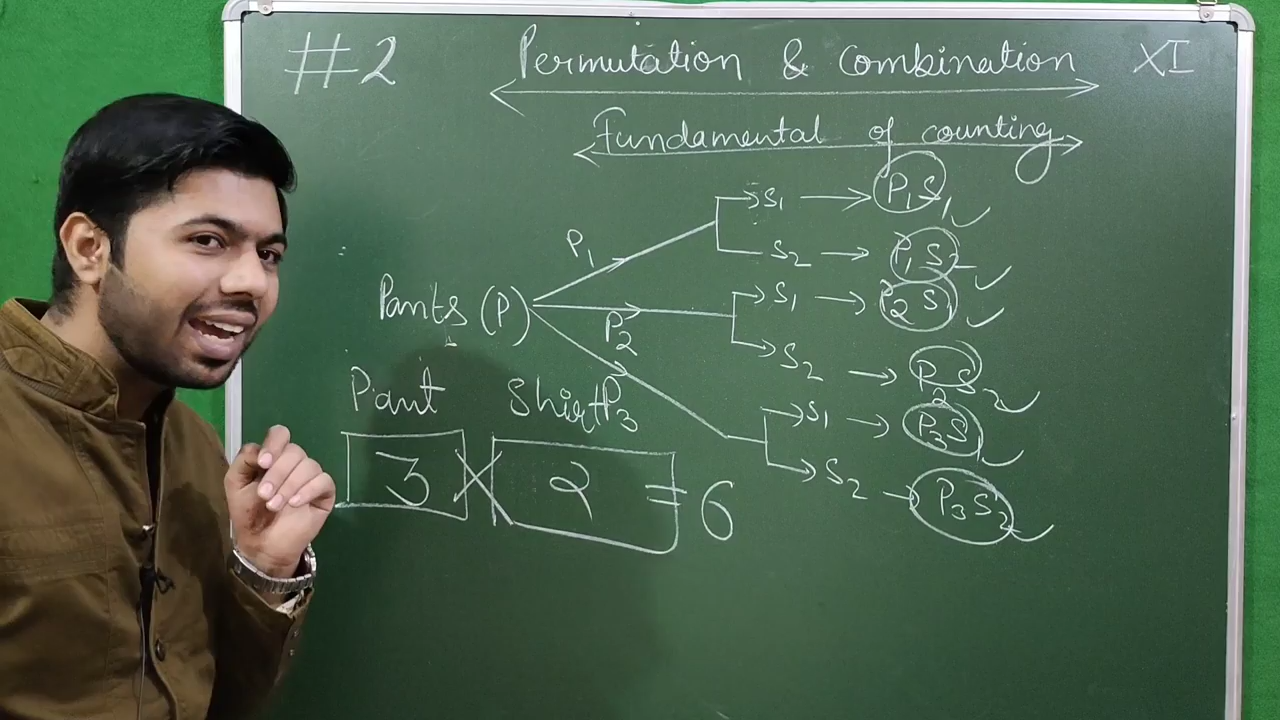 #2 Permutation & Combination XI
Fundamental of counting
P1 S1 → P1S1 ✓
S2 → P1S2 ✓
Pants (P) P2 S1 → P2S1 ✓
S2 → P2S2 ✓
P3 S1 → P3S1 ✓
S2 → P3S2 ✓
Pant Shirt
3 × 2 = 6